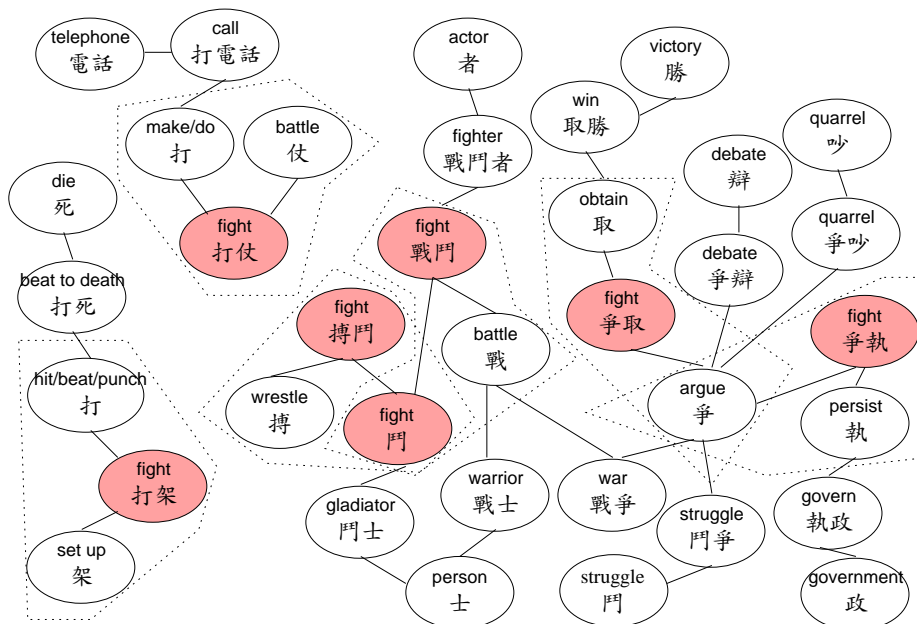 telephone
電話
call
打電話
actor
者
victory
勝
win
取勝
make/do
打
battle
仗
fighter
戰鬥者
debate
辯
quarrel
吵
die
死
fight
打仗
fight
戰鬥
obtain
取
debate
爭辯
quarrel
爭吵
beat to death
打死
fight
搏鬥
battle
戰
fight
爭取
fight
爭執
hit/beat/punch
打
wrestle
搏
fight
鬥
argue
爭
persist
執
fight
打架
gladiator
鬥士
warrior
戰士
war
戰爭
struggle
鬥爭
govern
執政
set up
架
person
士
struggle
鬥
government
政